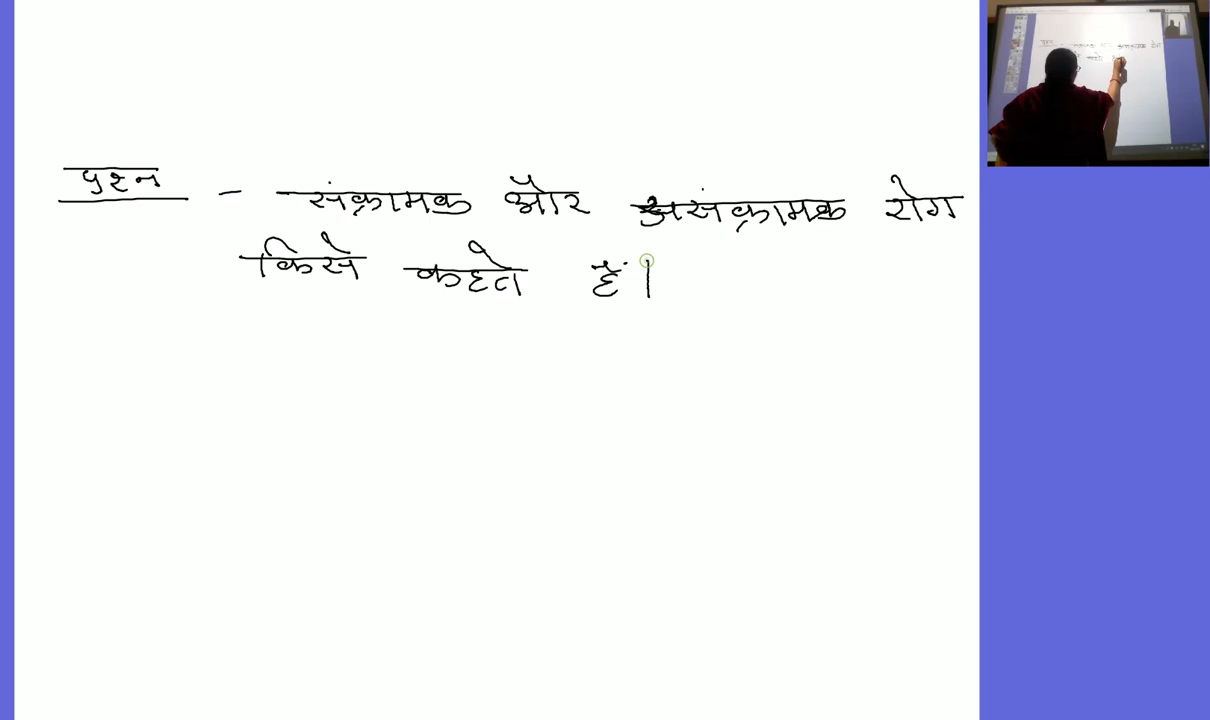 प्रश्न - संक्रामक और असंक्रामक रोग
किसे कहते हैं।